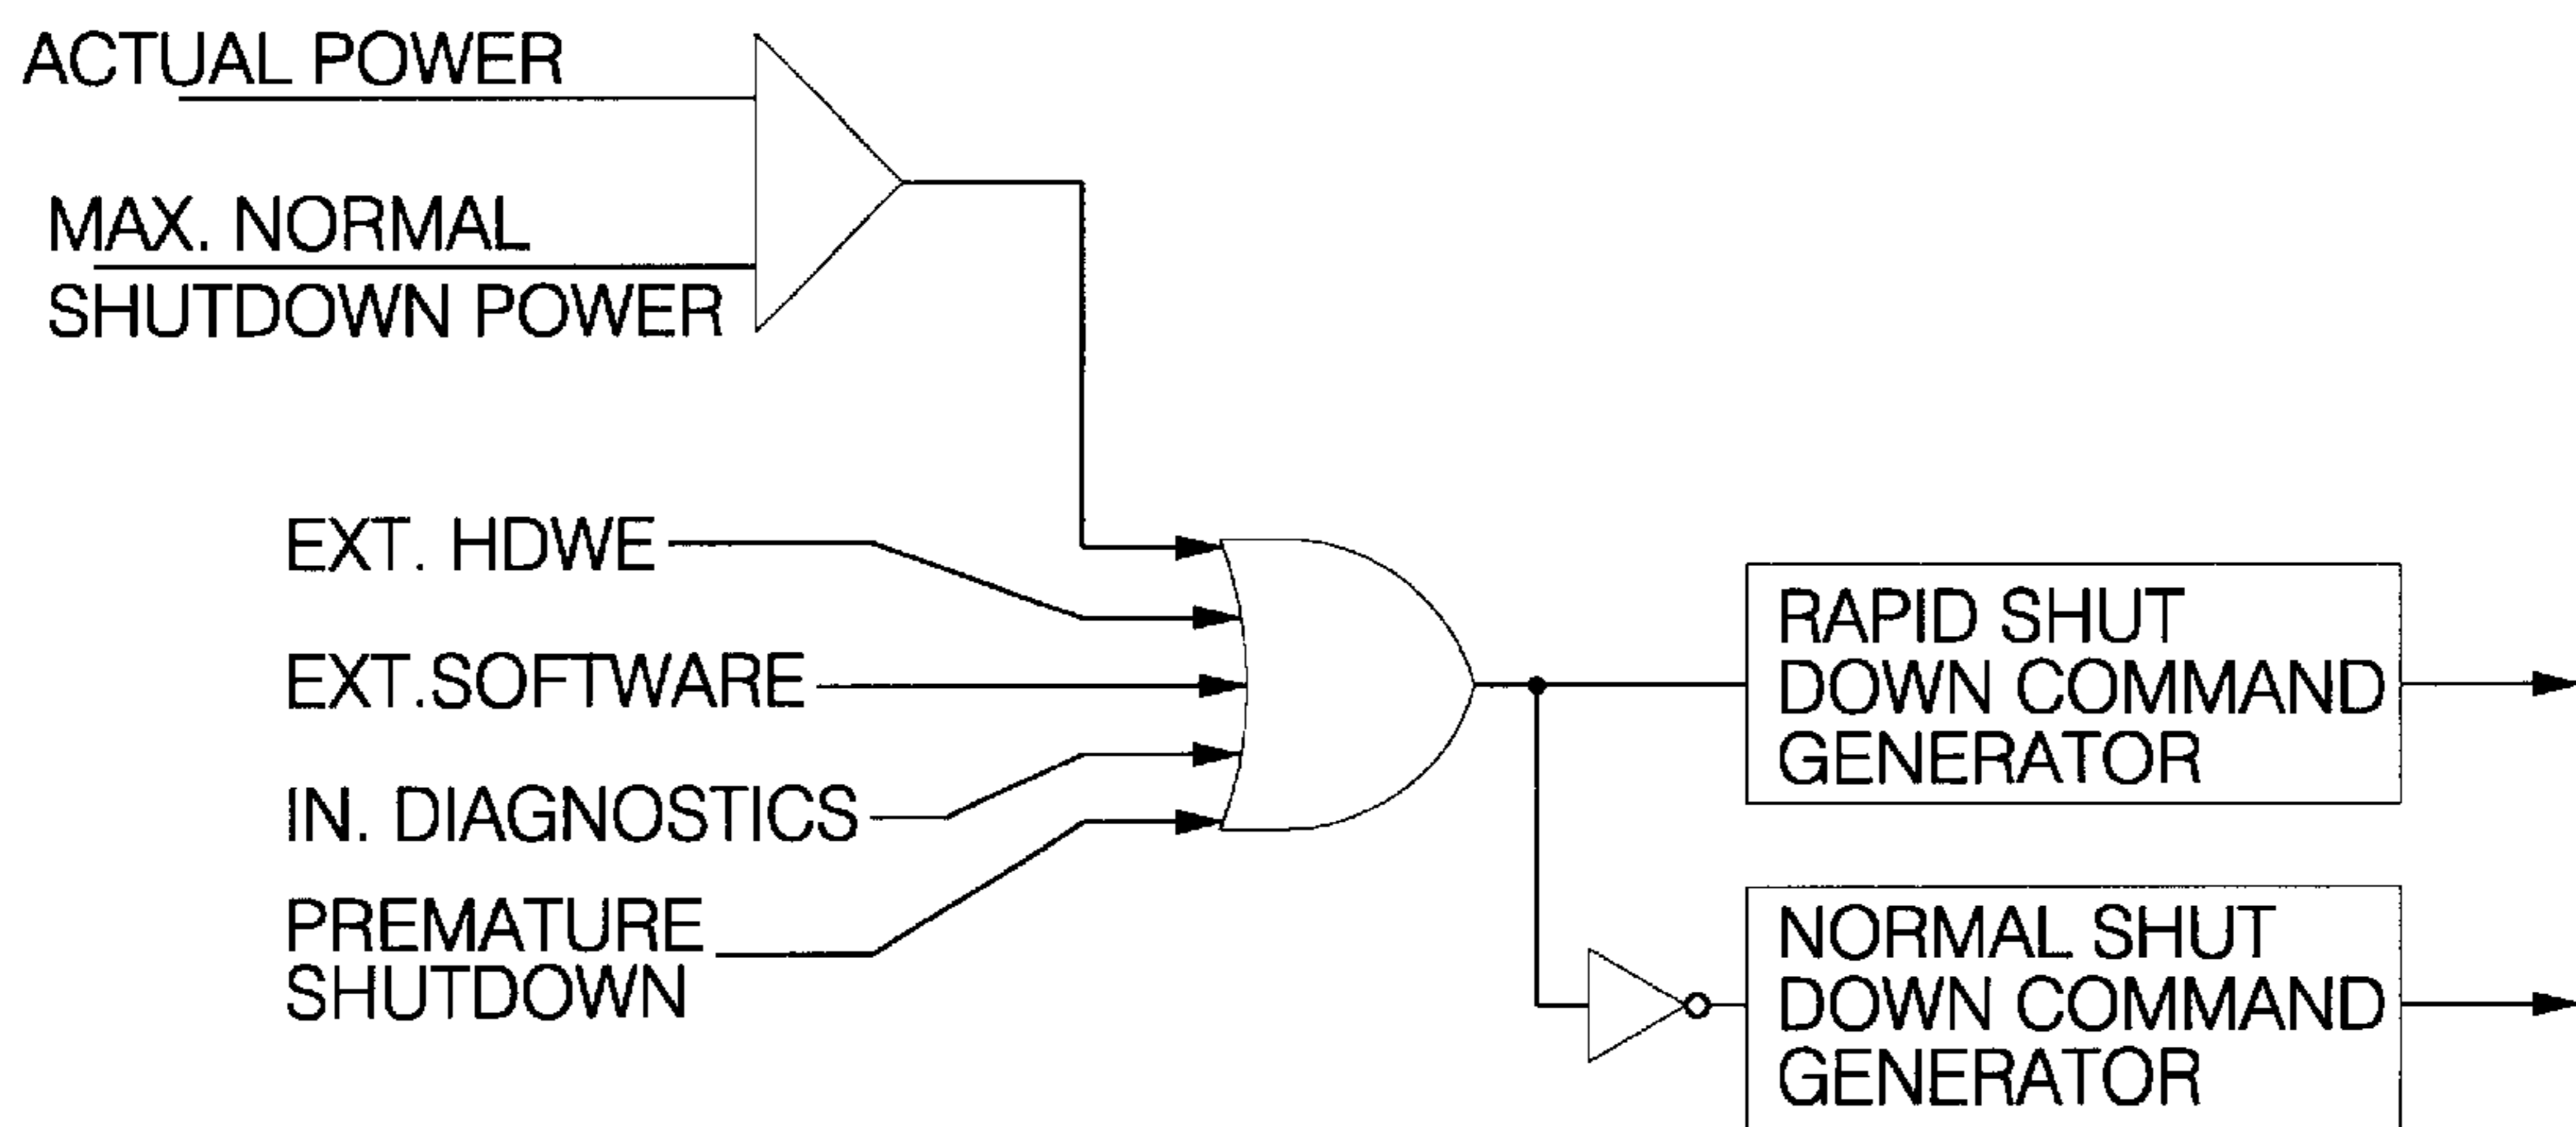 ACTUAL POWER
MAX. NORMAL
SHUTDOWN POWER
EXT. HDWE
EXT.SOFTWARE
IN. DIAGNOSTICS
PREMATURE
SHUTDOWN
RAPID SHUT
DOWN COMMAND
GENERATOR
NORMAL SHUT
DOWN COMMAND
GENERATOR